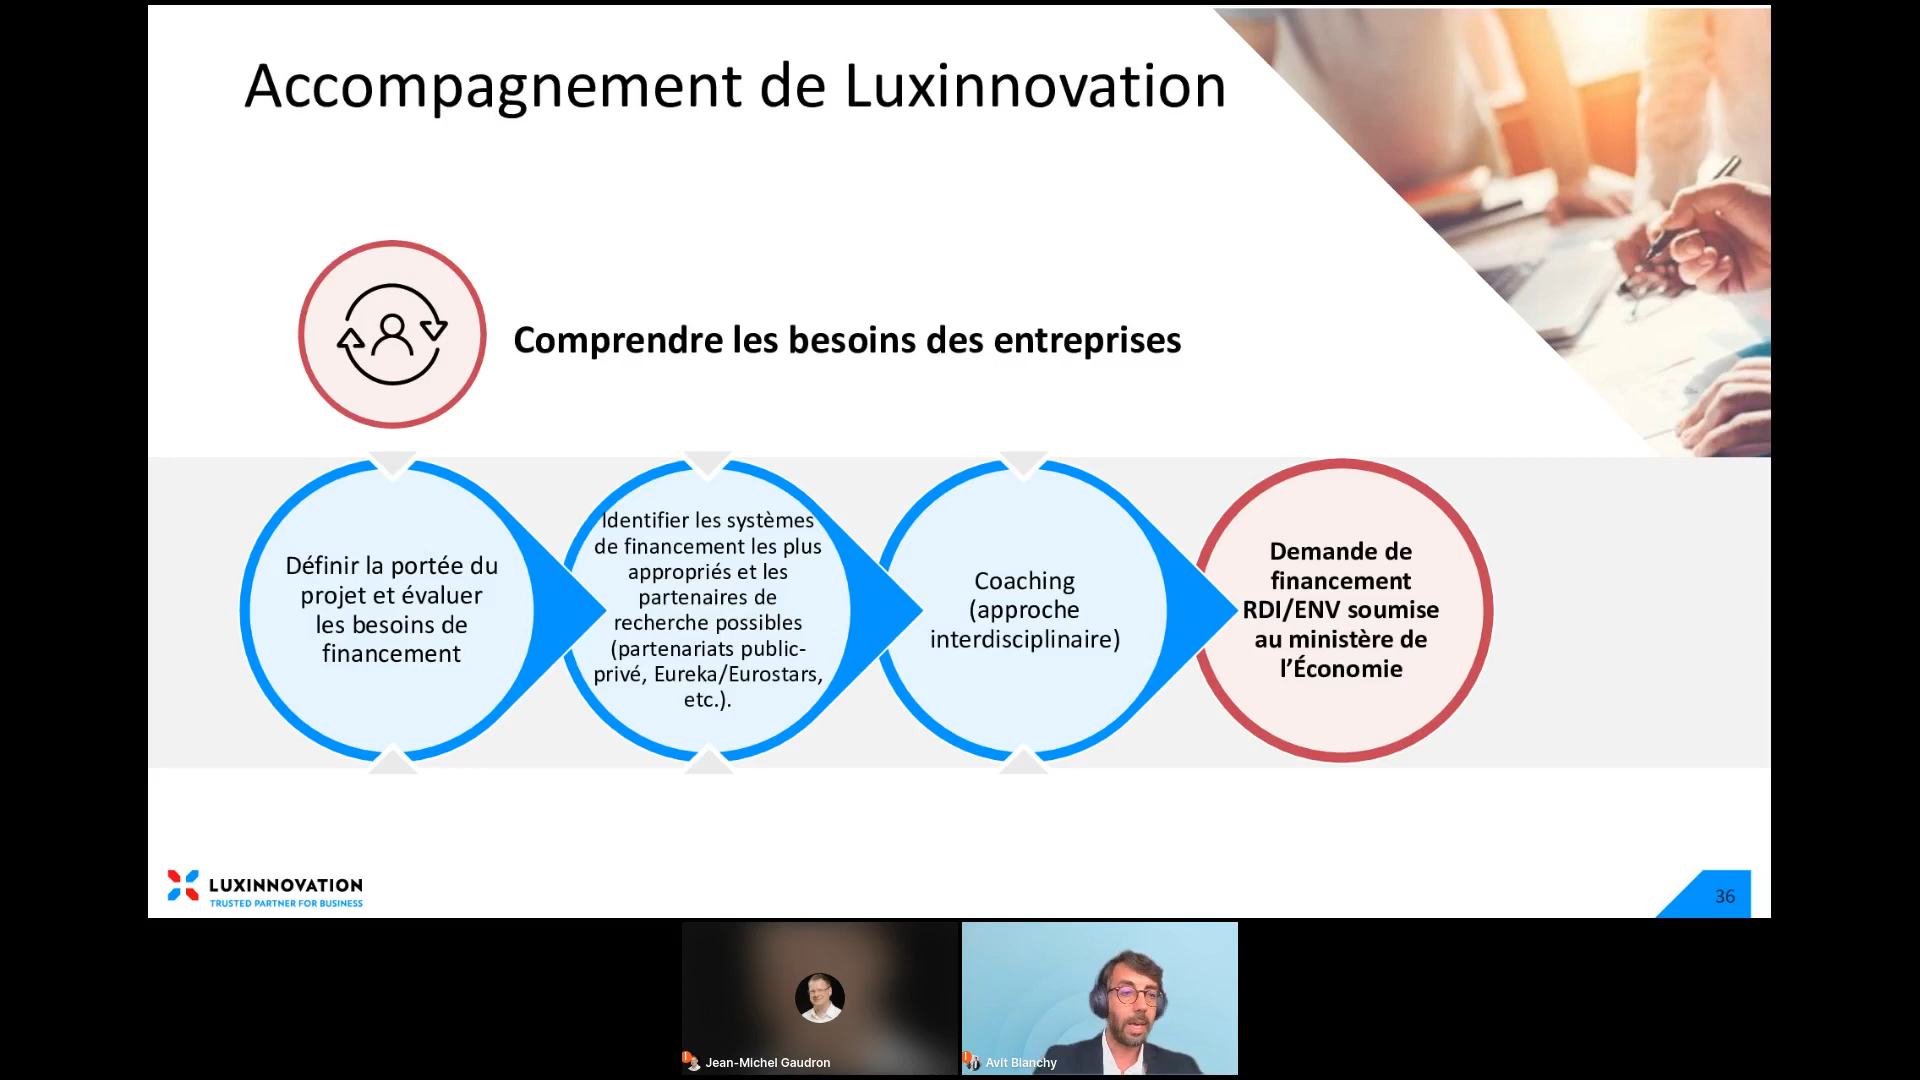 Accompagnement de Luxinnovation
Comprendre les besoins des entreprises
Définir la portée du
projet et évaluer
les besoins de
financement
Identifier les systèmes
de financement les plus
appropriés et les
partenaires de
recherche possibles
(partenariats public-
privé, Eureka/Eurostars,
etc.).
Coaching
(approche
interdisciplinaire)
Demande de
financement
RDI/ENV soumise
au ministère de
l’Économie
LUXINNOVATION
TRUSTED PARTNER FOR BUSINESS
36
Jean-Michel Gaudron
Avit Blanchy